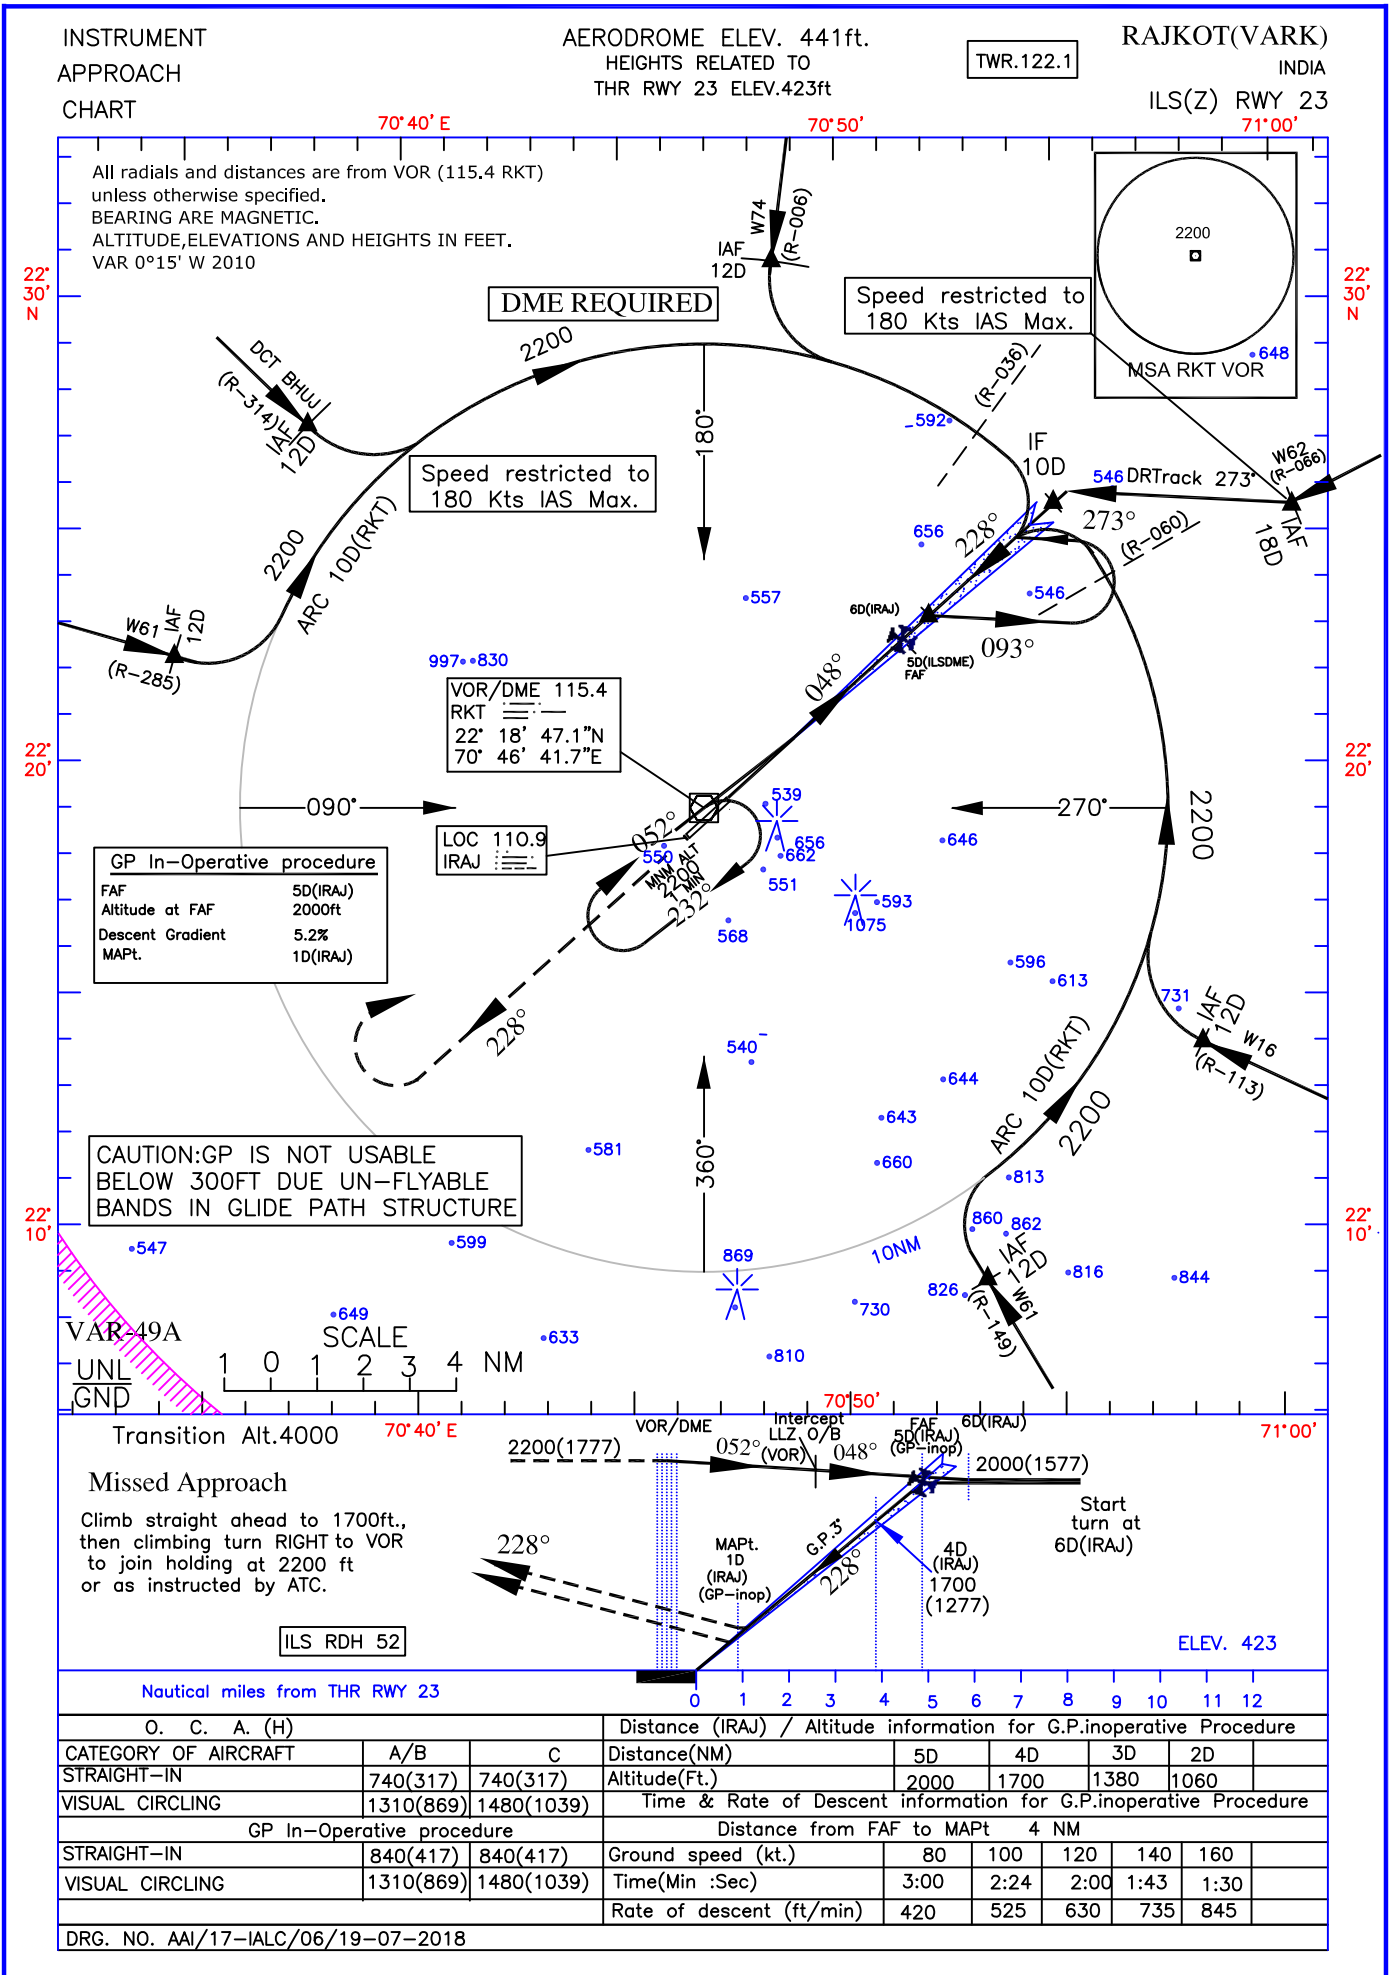 INSTRUMENT
APPROACH
CHART
AERODROME ELEV. 441ft.
HEIGHTS RELATED TO
THR RWY 23 ELEV.423ft
TWR.122.1
RAJKOT(VARK)
INDIA
ILS(Z) RWY 23
70°40' E
70°50'
71°00'
All radials and distances are from VOR (115.4 RKT)
unless otherwise specified.
BEARING ARE MAGNETIC.
ALTITUDE,ELEVATIONS AND HEIGHTS IN FEET.
VAR 0°15' W 2010
22°
30'
N
22°
30'
N
W74
(R-006)
IAF
12D
2200
MSA RKT VOR
648
DME REQUIRED
Speed restricted to
180 Kts IAS Max.
2200
DCT BHUJ
(R-314)
IAF
12D
180°
(R-036)
592
IF
10D
W62
(R-066)
546
DRTrack 273°
273°
IAF
18D
Speed restricted to
180 Kts IAS Max.
2200
ARC 10D(RKT)
656
228°
(R-060)
557
546
6D(IRAJ)
093°
5D(ILSDME)
FAF
048°
W61
IAF
12D
(R-285)
997
830
VOR/DME 115.4
RKT
22° 18' 47.1"N
70° 46' 41.7"E
22°
20'
22°
20'
090°
270°
2200
539
052°
LOC 110.9
IRAJ
550
656
662
646
MNM ALT
2200
1 MIN
232°
551
593
1075
568
GP In-Operative procedure
FAF 5D(IRAJ)
Altitude at FAF 2000ft
Descent Gradient 5.2%
MAPt. 1D(IRAJ)
596
613
731
IAF
12D
W16
(R-113)
228°
540
644
ARC 10D(RKT)
2200
643
581
360°
660
813
CAUTION:GP IS NOT USABLE
BELOW 300FT DUE UN-FLYABLE
BANDS IN GLIDE PATH STRUCTURE
22°
10'
22°
10'
547
599
869
10NM
860
862
IAF
12D
816
844
826
W61
(R-149)
730
649
633
810
VAR-49A
UNL
GND
SCALE
1 0 1 2 3 4 NM
70°40' E
70°50'
71°00'
Transition Alt.4000
Missed Approach
Climb straight ahead to 1700ft.,
then climbing turn RIGHT to VOR
to join holding at 2200 ft
or as instructed by ATC.
ILS RDH 52
VOR/DME
Intercept
LLZ O/B
(VOR)
FAF
5D(IRAJ)
(GP-inop)
6D(IRAJ)
2200(1777)
052°
048°
2000(1577)
Start
turn at
6D(IRAJ)
228°
MAPt.
1D
(IRAJ)
(GP-inop)
G.P.3°
228°
4D
(IRAJ)
1700
(1277)
ELEV. 423
Nautical miles from THR RWY 23
0 1 2 3 4 5 6 7 8 9 10 11 12
O. C. A. (H)
CATEGORY OF AIRCRAFT A/B C
STRAIGHT-IN 740(317) 740(317)
VISUAL CIRCLING 1310(869) 1480(1039)
GP In-Operative procedure
STRAIGHT-IN 840(417) 840(417)
VISUAL CIRCLING 1310(869) 1480(1039)
Distance (IRAJ) / Altitude information for G.P.inoperative Procedure
Distance(NM) 5D 4D 3D 2D
Altitude(Ft.) 2000 1700 1380 1060
Time & Rate of Descent information for G.P.inoperative Procedure
Distance from FAF to MAPt 4 NM
Ground speed (kt.) 80 100 120 140 160
Time(Min :Sec) 3:00 2:24 2:00 1:43 1:30
Rate of descent (ft/min) 420 525 630 735 845
DRG. NO. AAI/17-IALC/06/19-07-2018